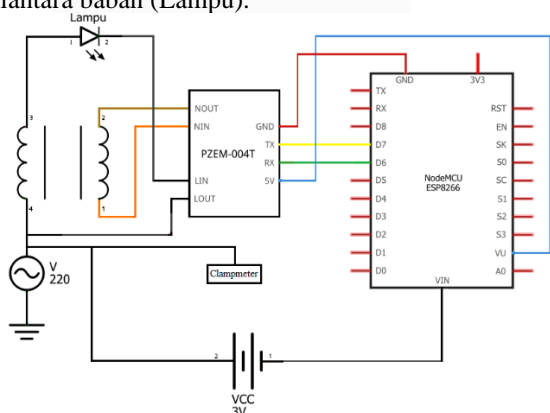 beban (Lampu).
Lampu
1
2
3
2
4
1
NOUT
NIN
LIN
LOUT
PZEM-004T
GND
TX
RX
5V
GND
3V3
TX
RX
D8
D7
D6
D5
D4
D3
D2
D1
D0
NodeMCU
ESP8266
RST
EN
SK
S0
SC
S1
S2
S3
VU
A0
VIN
V
220
Clampmeter
2
1
VCC
3V